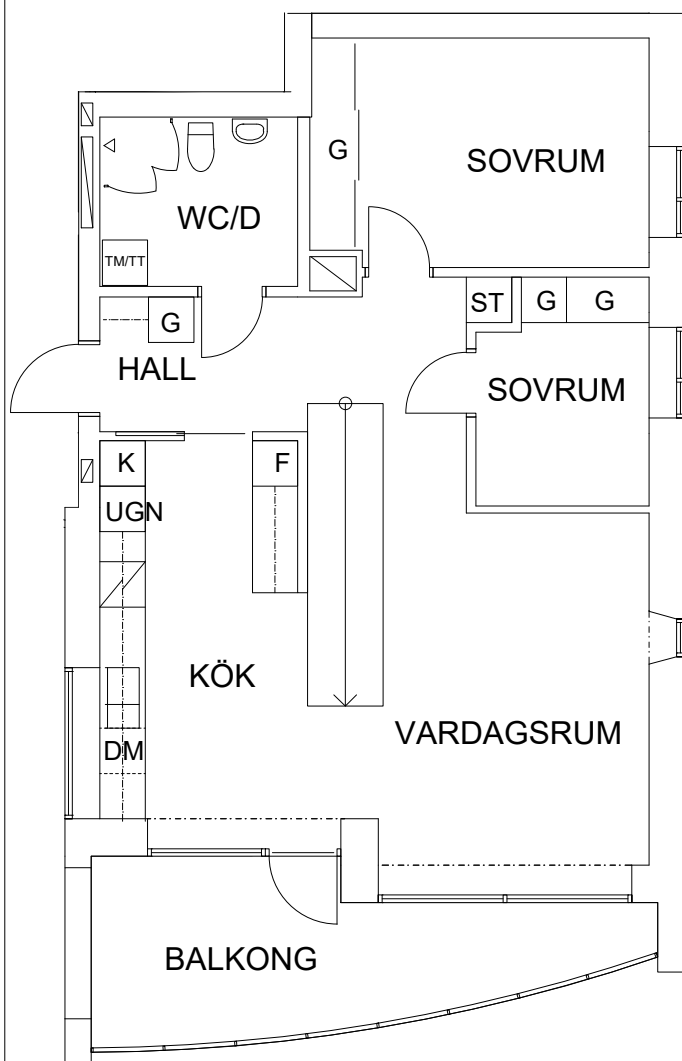 G
SOVRUM
WC/D
TM/TT
G
ST
G
G
HALL
SOVRUM
K
F
UGN
KÖK
VARDAGSRUM
DM
BALKONG